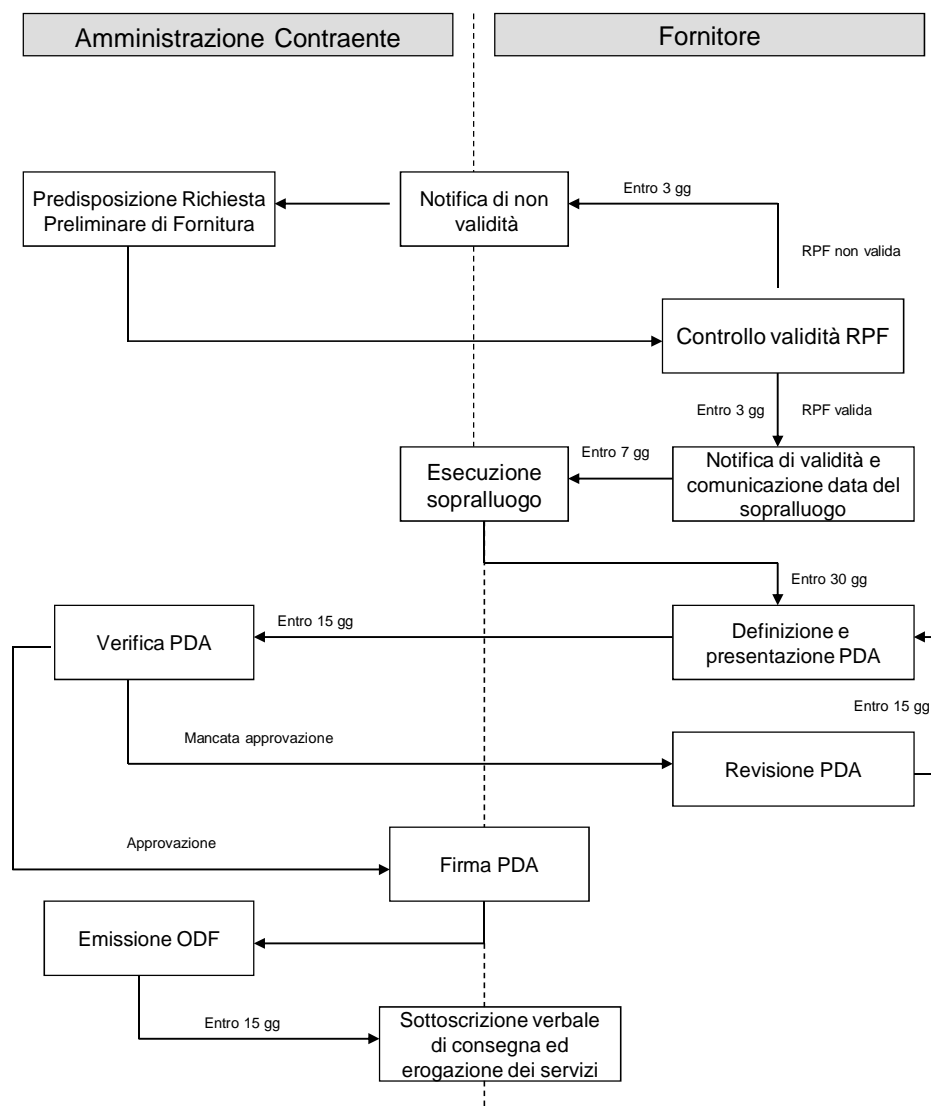 Amministrazione Contraente
Fornitore
Predisposizione Richiesta
Preliminare di Fornitura
Notifica di non
validità
Entro 3 gg
RPF non valida
Controllo validità RPF
Entro 3 gg
RPF valida
Esecuzione
sopralluogo
Entro 7 gg
Notifica di validità e
comunicazione data del
sopralluogo
Entro 30 gg
Verifica PDA
Entro 15 gg
Definizione e
presentazione PDA
Entro 15 gg
Mancata approvazione
Revisione PDA
Approvazione
Firma PDA
Emissione ODF
Entro 15 gg
Sottoscrizione verbale
di consegna ed
erogazione dei servizi